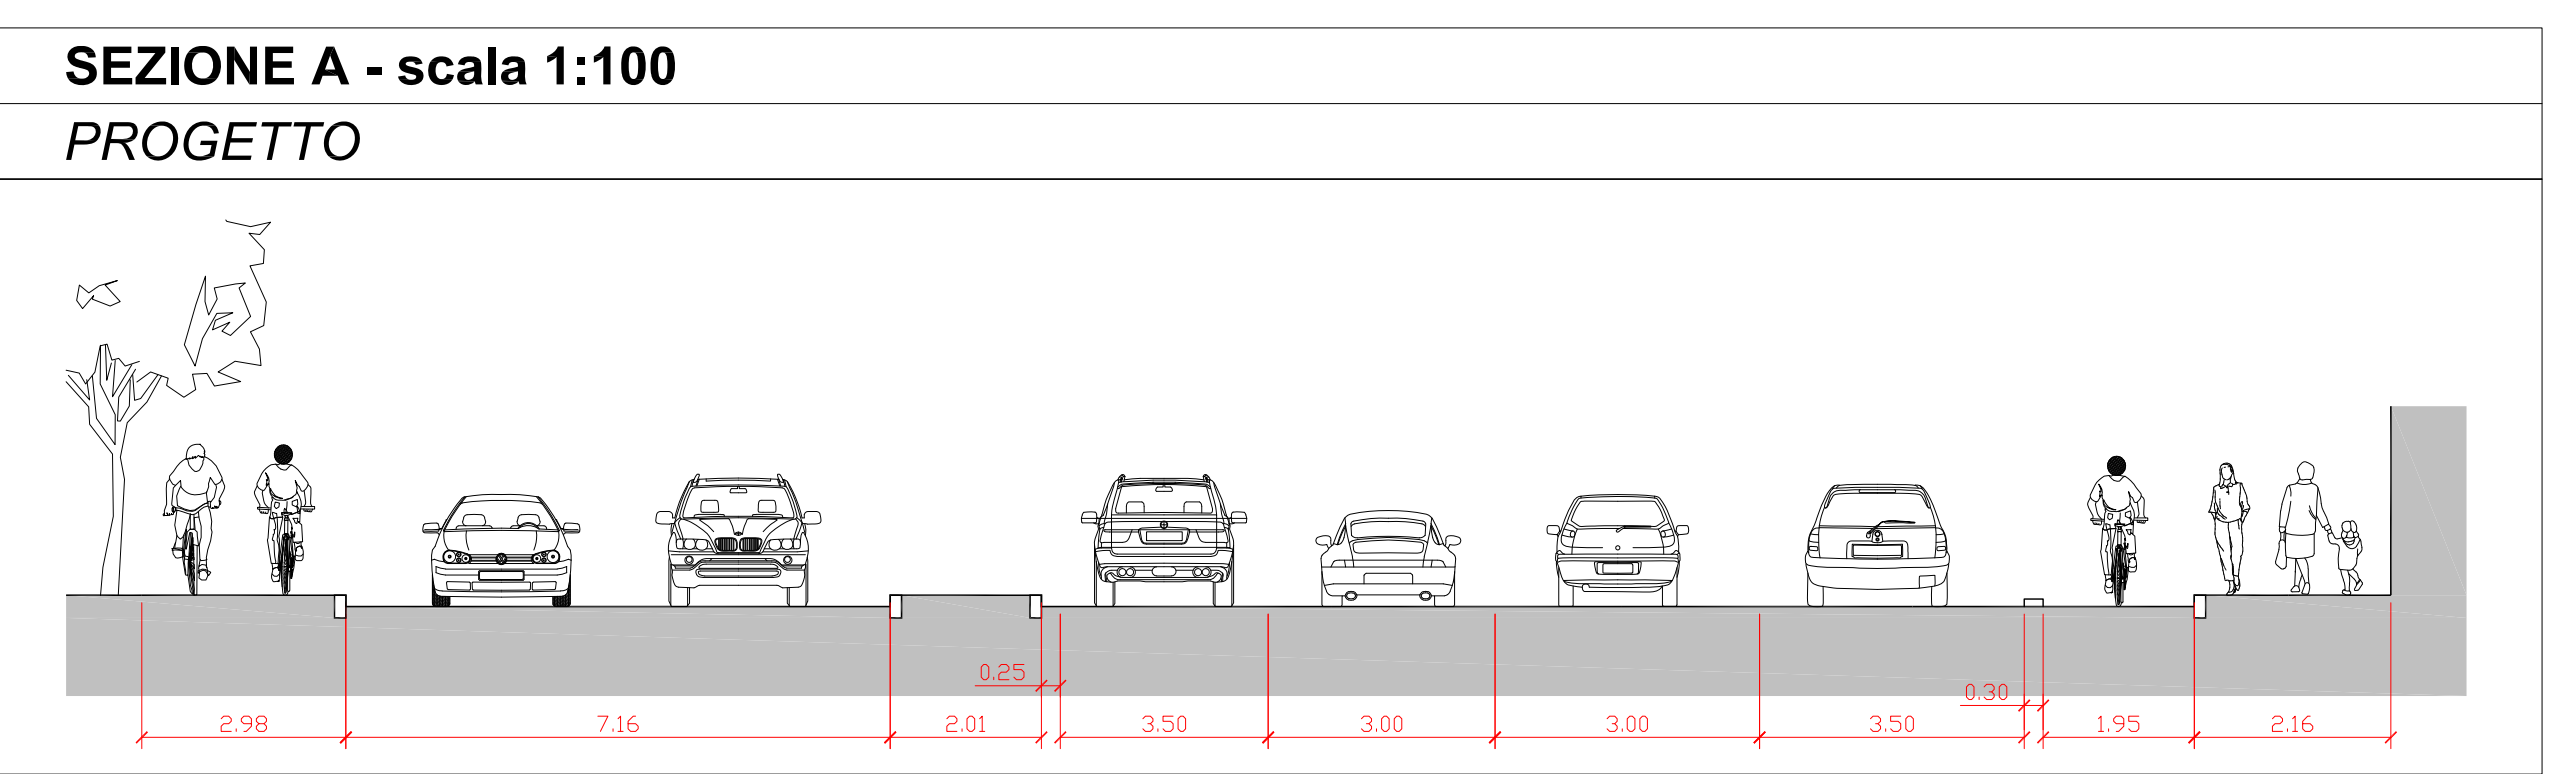 SEZIONE A - scala 1:100
PROGETTO
0.25
0.30
2.98 7.16 2.01 3.50 3.00 3.00 3.50 1.95 2.16